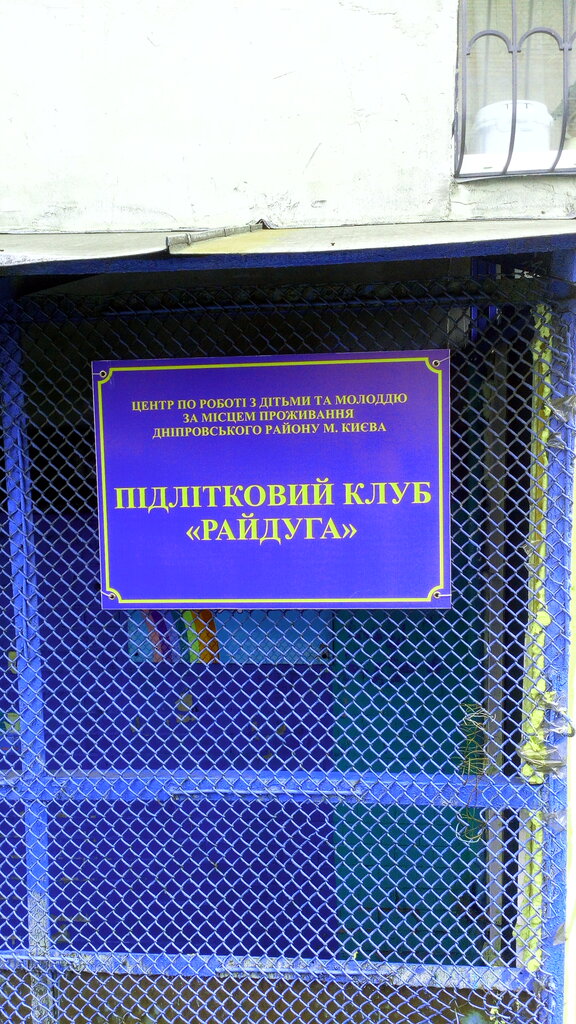 ЦЕНТР ПО РОБОТІ З ДІТЬМИ ТА МОЛОДДЮ
ЗА МІСЦЕМ ПРОЖИВАННЯ
ДНІПРОВСЬКОГО РАЙОНУ М. КИЄВА
ПІДЛІТКОВИЙ КЛУБ
«РАЙДУГА»